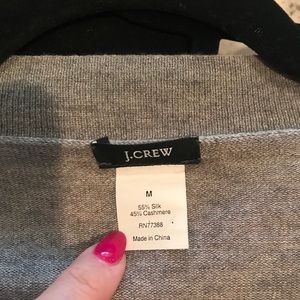 J.CREW
M
55% Silk
45% Cashmere
RN77388
Made in China